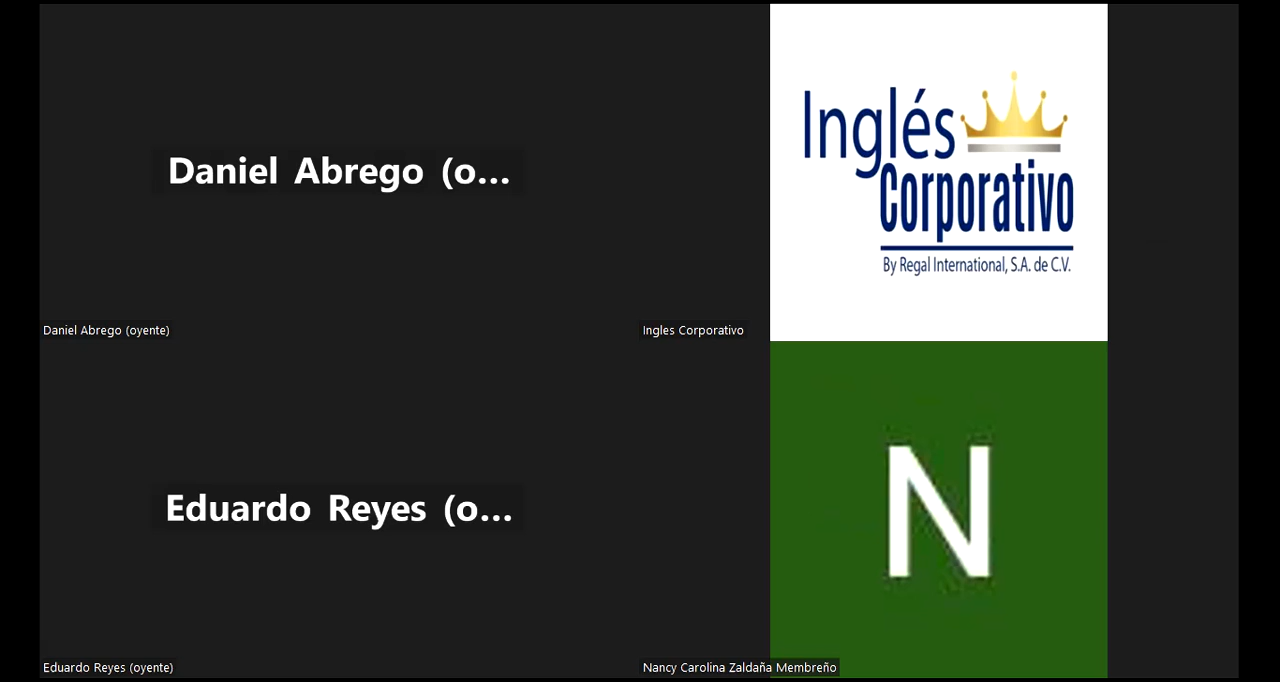 Daniel Abrego (o...
Daniel Abrego (oyente)
Inglés
Corporativo
By Regal International, S.A. de C.V.
Ingles Corporativo
Eduardo Reyes (o...
Eduardo Reyes (oyente)
N
Nancy Carolina Zaldaña Membreño